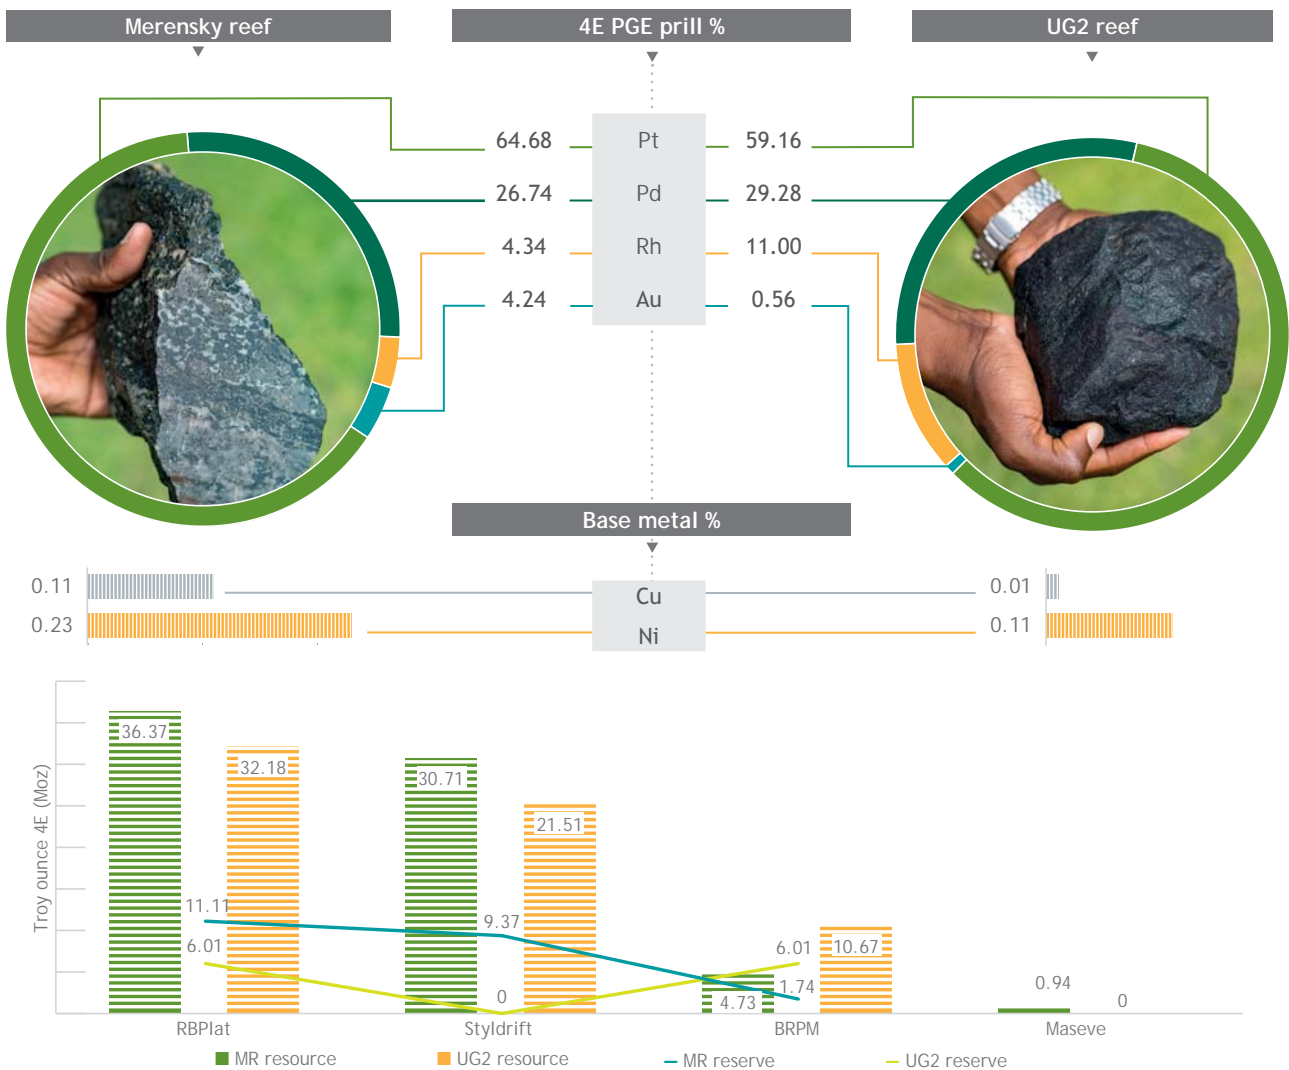 Merensky reef
4E PGE prill %
UG2 reef
64.68 Pt 59.16
26.74 Pd 29.28
4.34 Rh 11.00
4.24 Au 0.56
Base metal %
0.11 Cu 0.01
0.23 Ni 0.11
Troy ounce 4E (Moz)
36.37
32.18
11.11
6.01
30.71
21.51
9.37
0
4.73
10.67
6.01
1.74
0.94
0
RBPlat Styldrift BRPM Maseve
MR resource UG2 resource MR reserve UG2 reserve